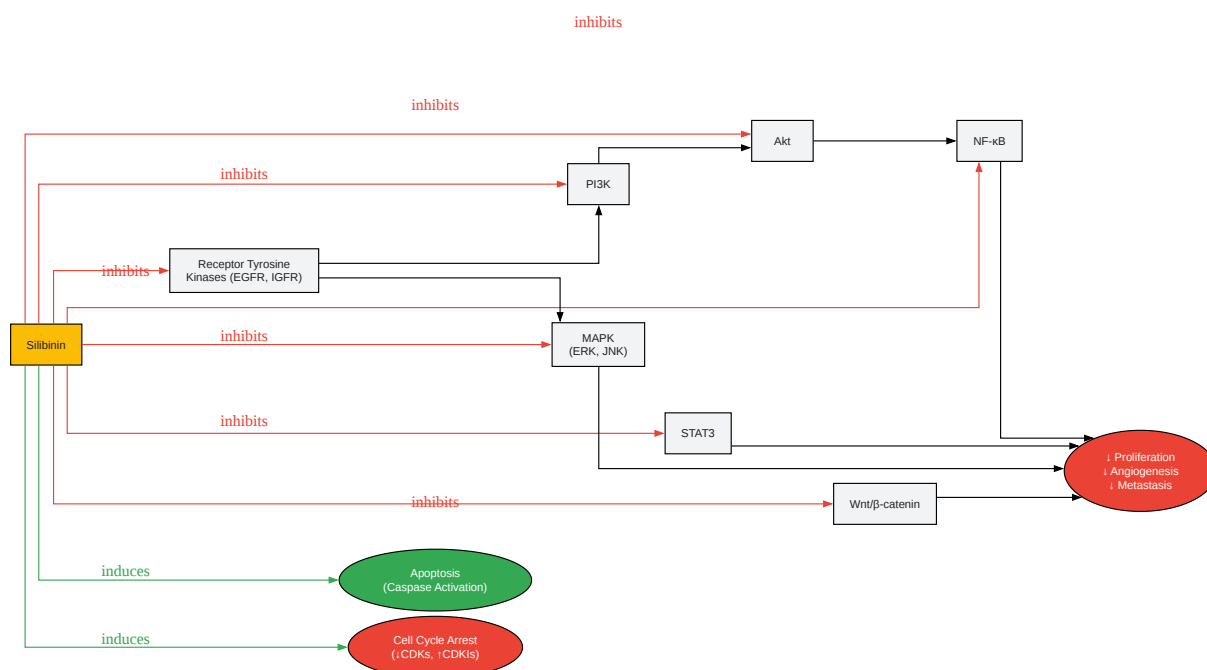 inhibits
inhibits
Akt
NF-κB
inhibits
PI3K
Receptor Tyrosine
Kinases (EGFR, IGFR)
inhibits
Silibinin
inhibits
MAPK
(ERK, JNK)
inhibits
STAT3
↓ Proliferation
↓ Angiogenesis
↓ Metastasis
inhibits
Wnt/β-catenin
induces
Apoptosis
(Caspase Activation)
induces
Cell Cycle Arrest
(↓CDKs, ↑CDKIs)